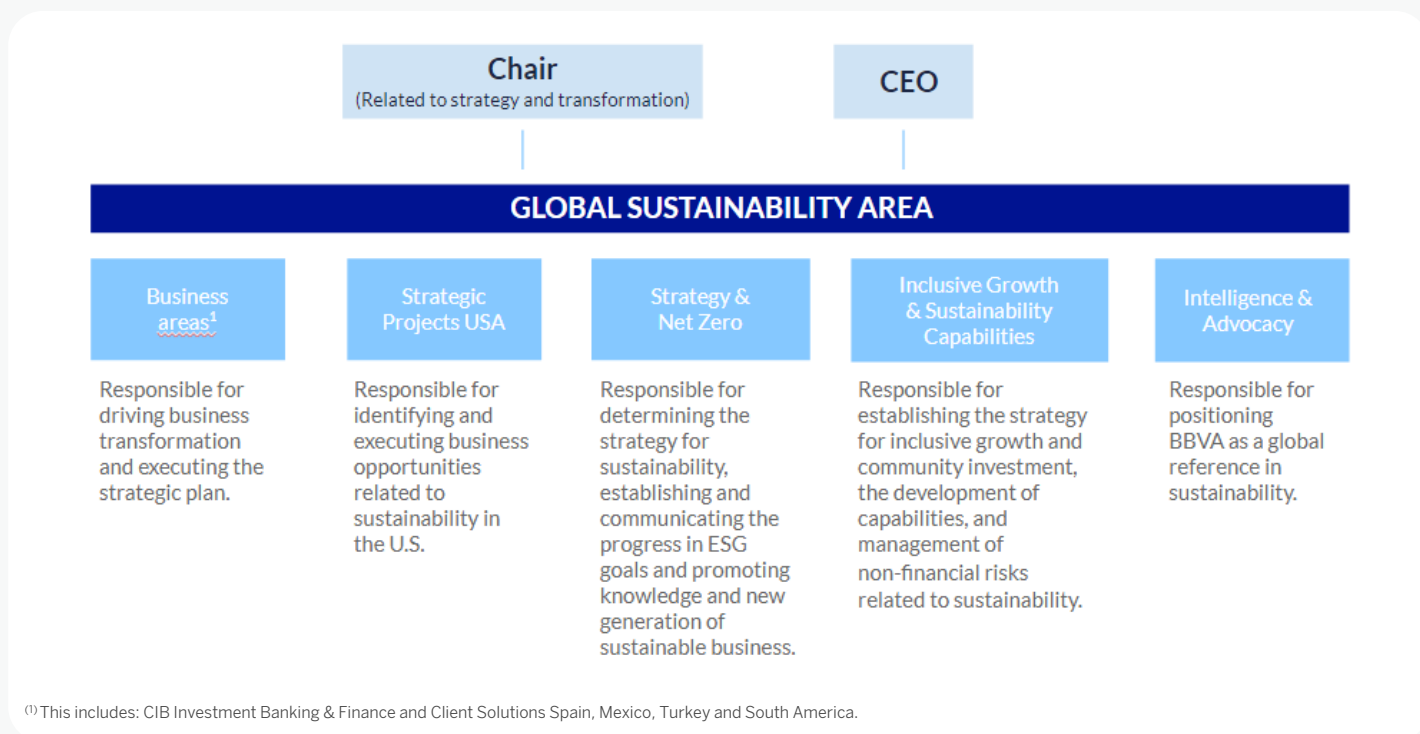 Chair
(Related to strategy and transformation)
CEO
GLOBAL SUSTAINABILITY AREA
Business
areas¹
Strategic
Projects USA
Strategy &
Net Zero
Inclusive Growth
& Sustainability
Capabilities
Intelligence &
Advocacy
Responsible for
driving business
transformation
and executing the
strategic plan.
Responsible for
identifying and
executing business
opportunities
related to
sustainability in
the U.S.
Responsible for
determining the
strategy for
sustainability,
establishing and
communicating the
progress in ESG
goals and promoting
knowledge and new
generation of
sustainable business.
Responsible for
establishing the strategy
for inclusive growth and
community investment,
the development of
capabilities, and
management of
non-financial risks
related to sustainability.
Responsible for
positioning
BBVA as a global
reference in
sustainability.
⁽¹⁾ This includes: CIB Investment Banking & Finance and Client Solutions Spain, Mexico, Turkey and South America.